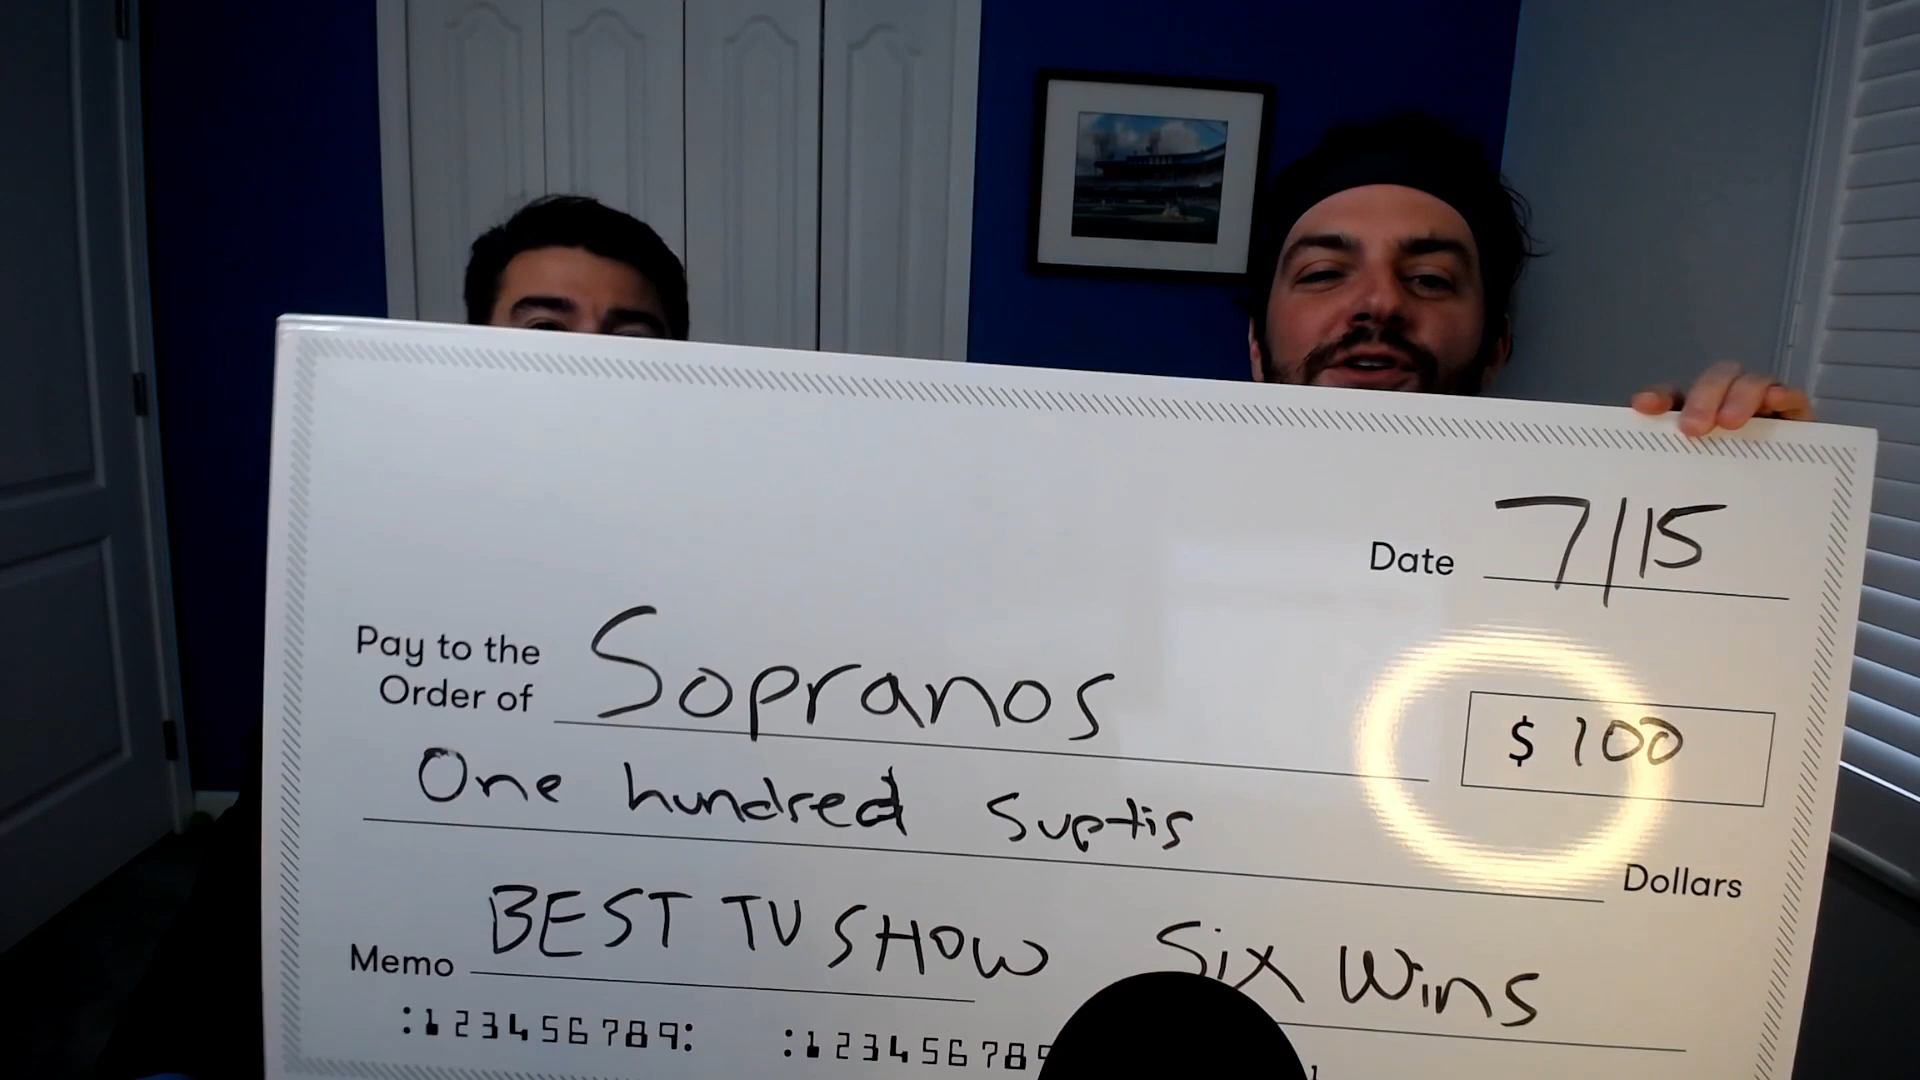 Date 7/15
Pay to the
Order of Sopranos
$ 100
One hundred Suptis
Dollars
Memo BEST TV SHOW Six Wins
:123456789: :12345678